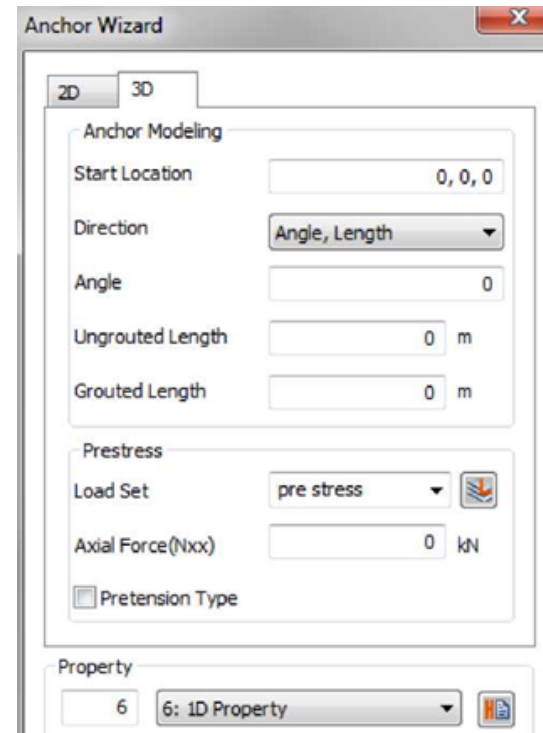 Anchor Wizard
2D 3D
Anchor Modeling
Start Location 0, 0, 0
Direction Angle, Length
Angle 0
Ungrouted Length 0 m
Grouted Length 0 m
Prestress
Load Set pre stress
Axial Force(Nxx) 0 kN
Pretension Type
Property
6 6: 1D Property